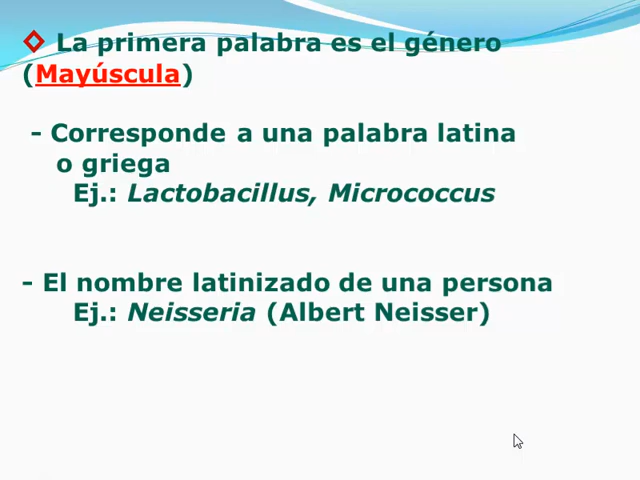 ◊ La primera palabra es el género
(Mayúscula)
- Corresponde a una palabra latina
o griega
Ej.: Lactobacillus, Micrococcus
- El nombre latinizado de una persona
Ej.: Neisseria (Albert Neisser)